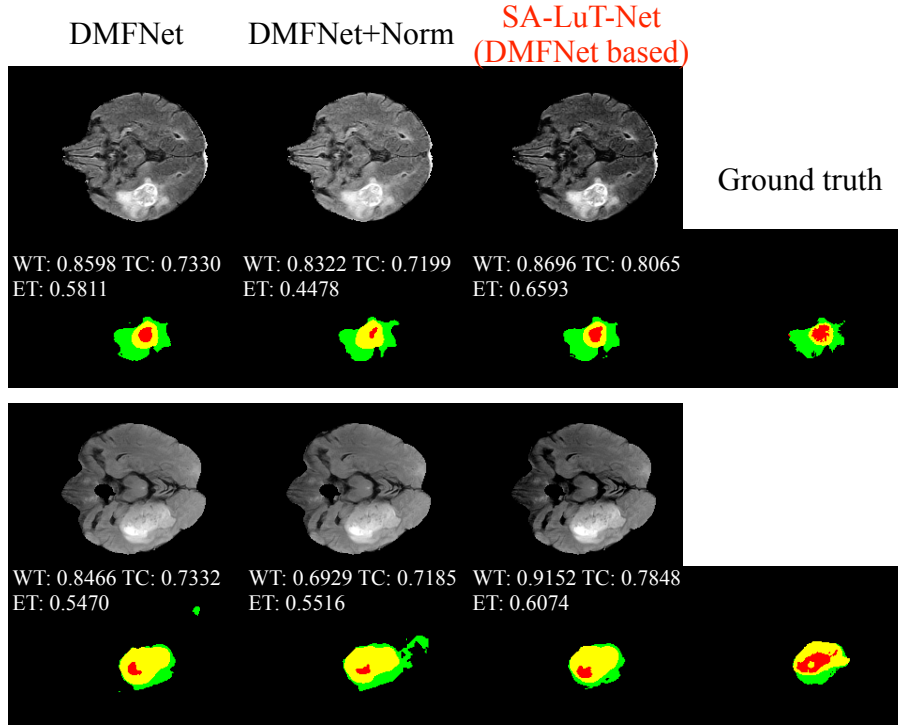 DMFNet
DMFNet+Norm
SA-LuT-Net
(DMFNet based)
Ground truth
WT: 0.8598 TC: 0.7330
ET: 0.5811
WT: 0.8322 TC: 0.7199
ET: 0.4478
WT: 0.8696 TC: 0.8065
ET: 0.6593
WT: 0.8466 TC: 0.7332
ET: 0.5470
WT: 0.6929 TC: 0.7185
ET: 0.5516
WT: 0.9152 TC: 0.7848
ET: 0.6074